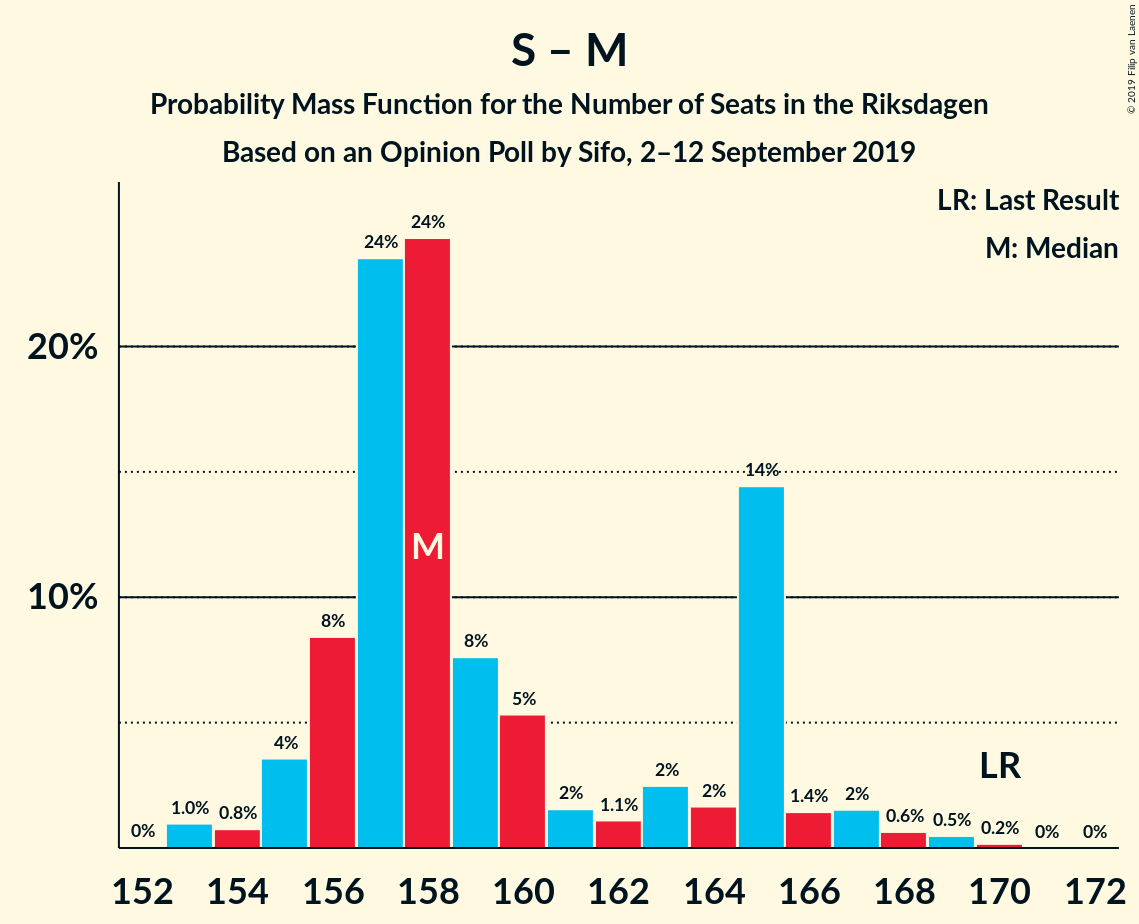 S – M
Probability Mass Function for the Number of Seats in the Riksdagen
Based on an Opinion Poll by Sifo, 2–12 September 2019
© 2019 Filip van Laenen
LR: Last Result
M: Median
20%
10%
0%
1.0%
0.8%
4%
8%
24%
24%
M
8%
5%
2%
1.1%
2%
2%
14%
1.4%
2%
0.6%
0.5%
0.2%
LR
0%
0%
152 154 156 158 160 162 164 166 168 170 172